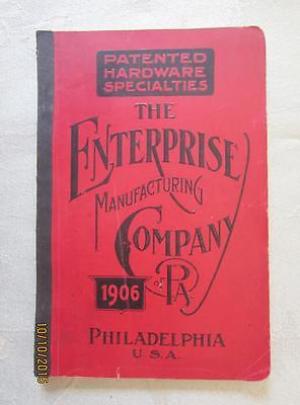 PATENTED
HARDWARE
SPECIALTIES
THE
ENTERPRISE
MANUFACTURING
COMPANY
OF PA
1906
PHILADELPHIA
U.S.A.
10/10/2015